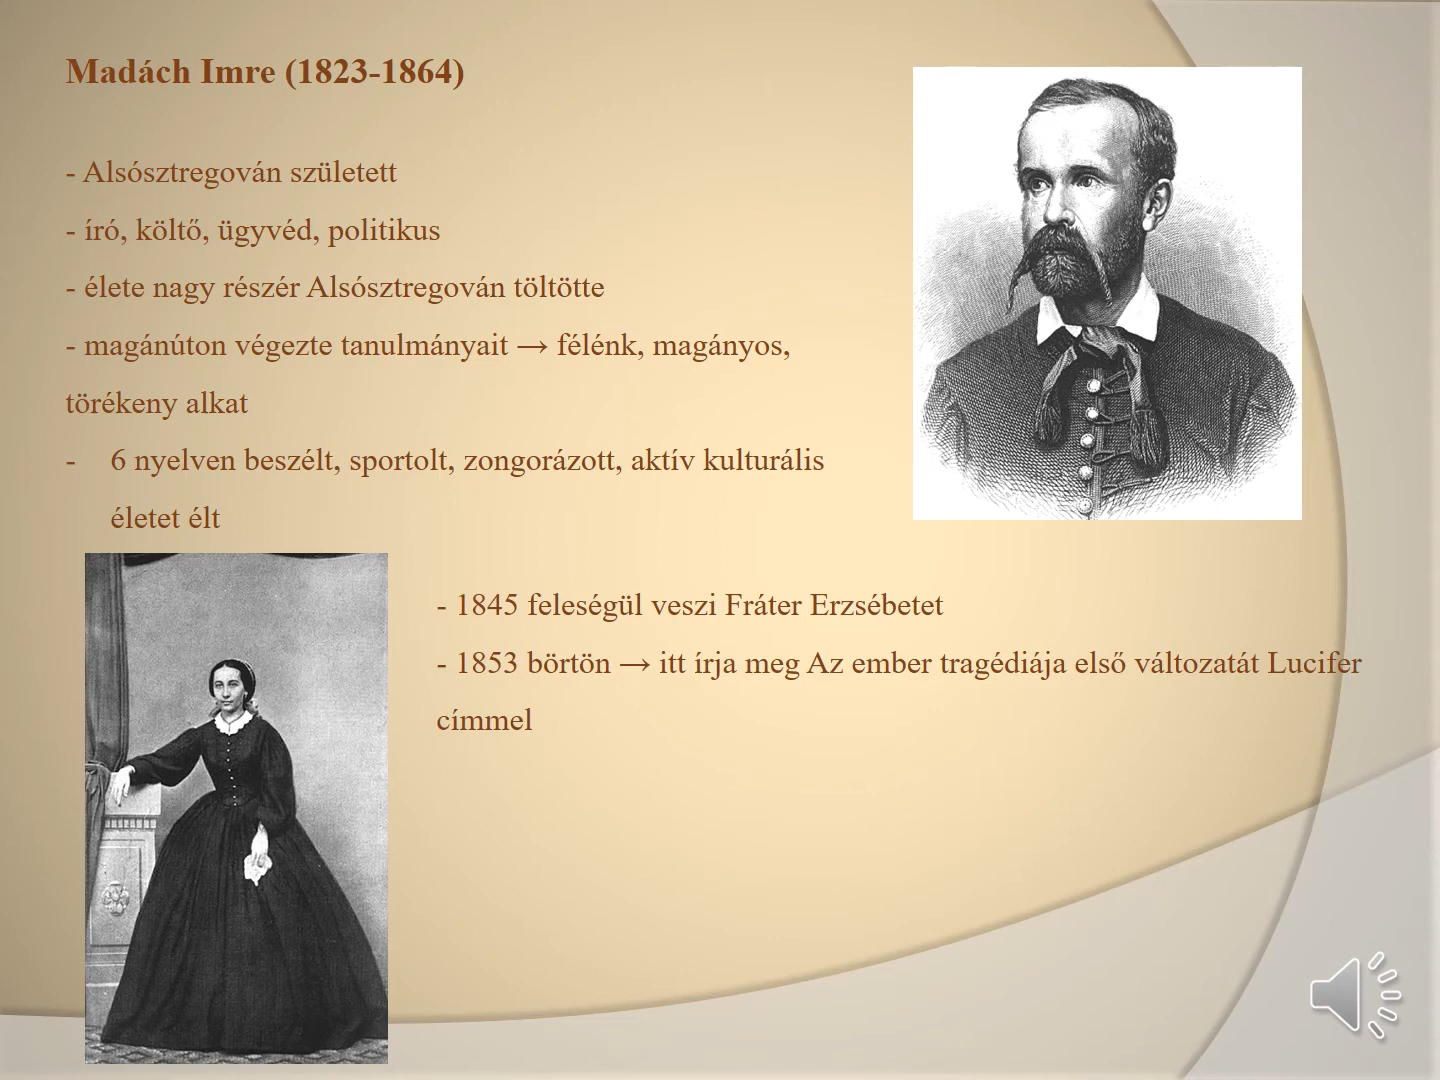 Madách Imre (1823-1864)
- Alsósztregován született
- író, költő, ügyvéd, politikus
- élete nagy részér Alsósztregován töltötte
- magánúton végezte tanulmányait → félénk, magányos,
törékeny alkat
- 6 nyelven beszélt, sportolt, zongorázott, aktív kulturális
életet élt
- 1845 feleségül veszi Fráter Erzsébetet
- 1853 börtön → itt írja meg Az ember tragédiája első változatát Lucifer
címmel